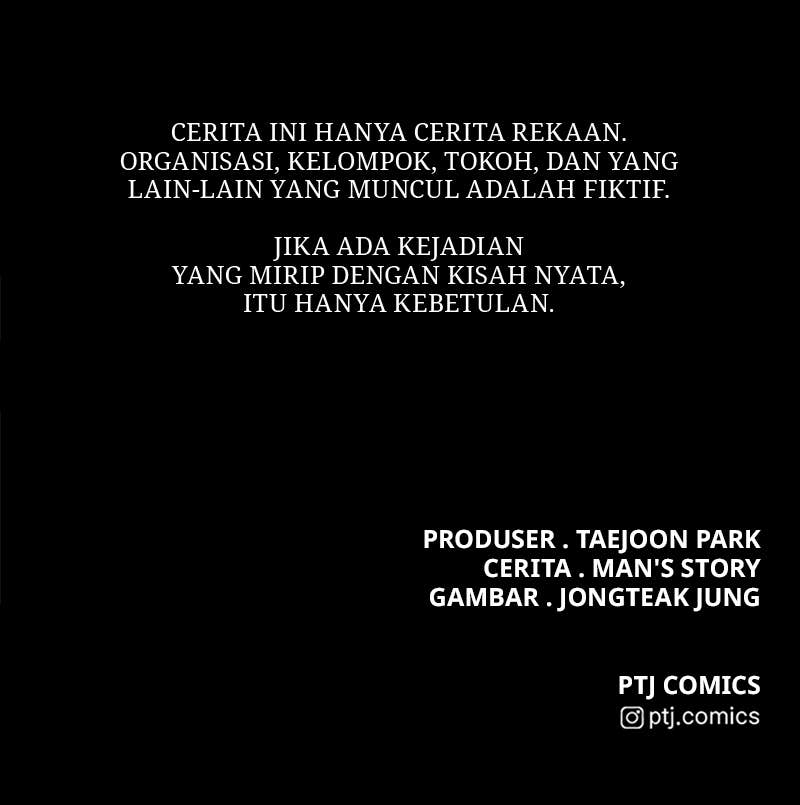 CERITA INI HANYA CERITA REKAAN.
ORGANISASI, KELOMPOK, TOKOH, DAN YANG
LAIN-LAIN YANG MUNCUL ADALAH FIKTIF.
JIKA ADA KEJADIAN
YANG MIRIP DENGAN KISAH NYATA,
ITU HANYA KEBETULAN.
PRODUSER . TAEJOON PARK
CERITA . MAN'S STORY
GAMBAR . JONGTEAK JUNG
PTJ COMICS
ptj.comics